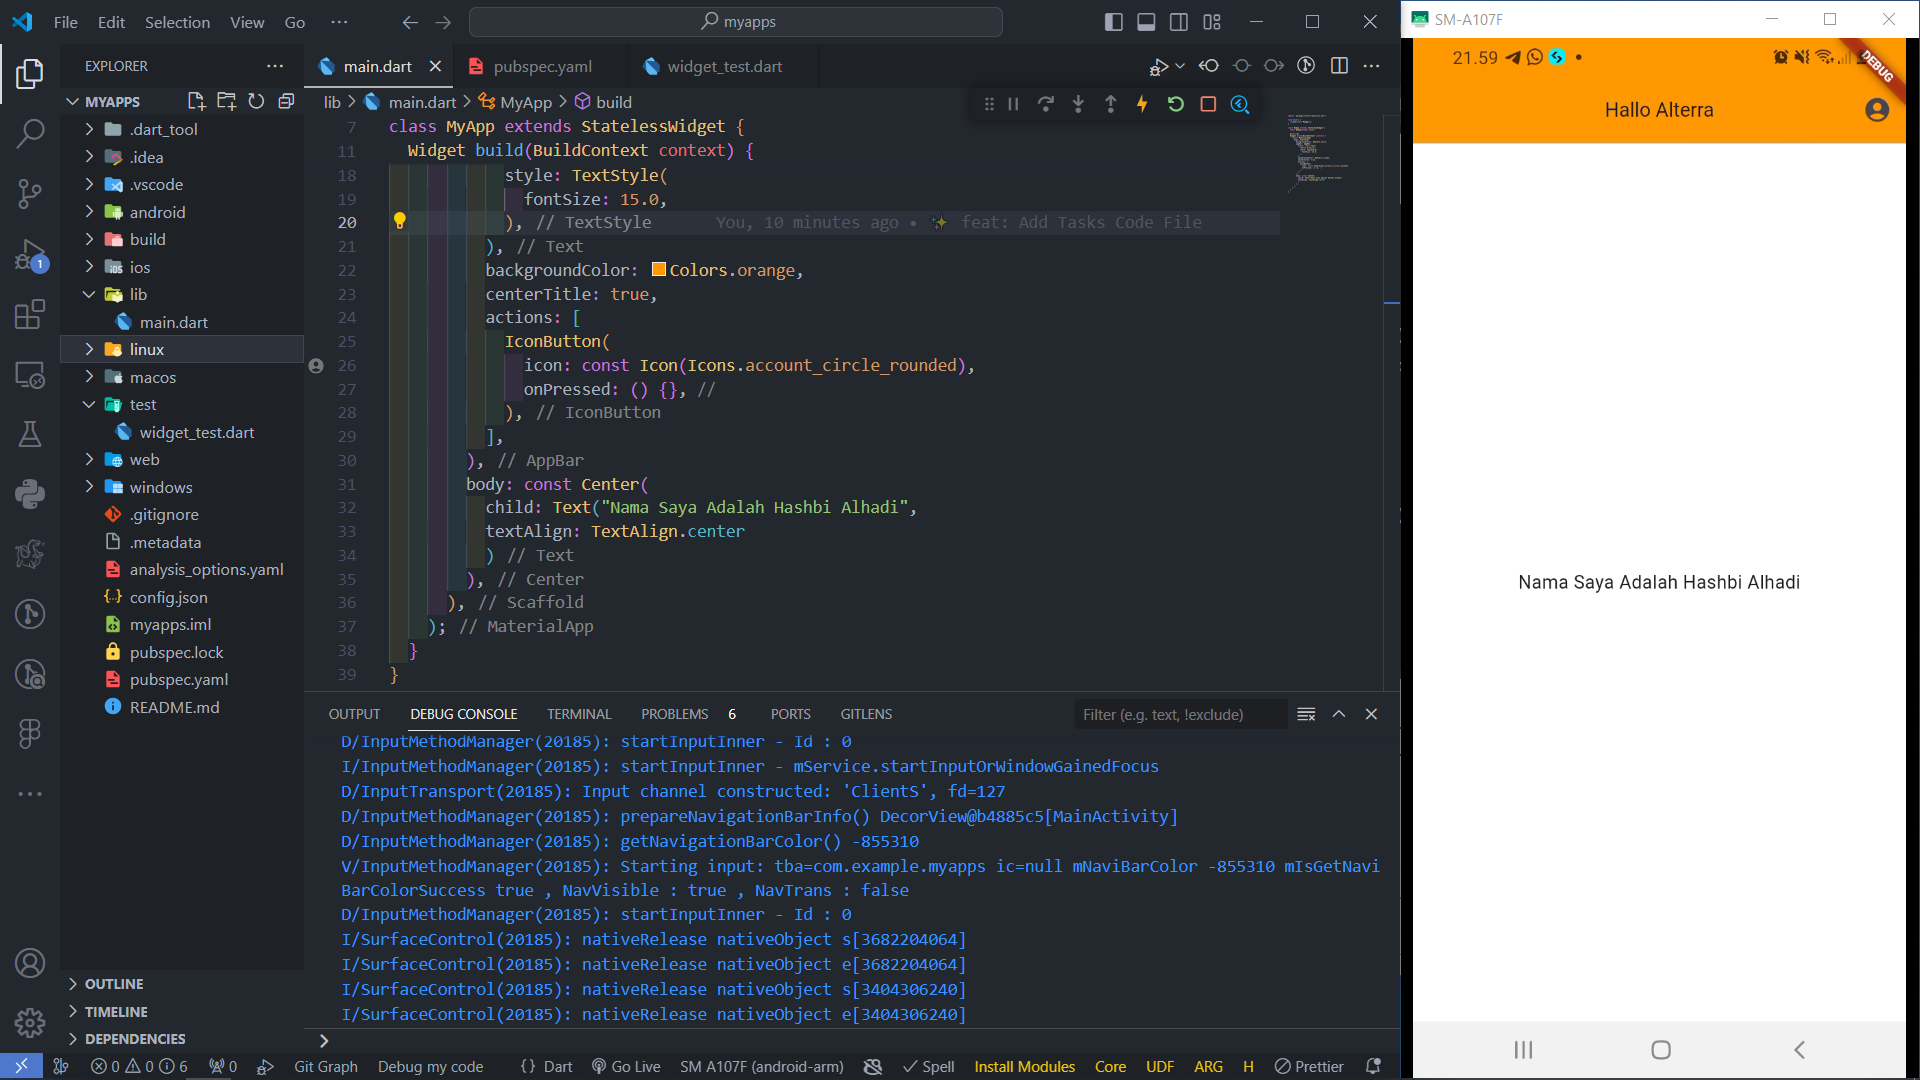 File Edit Selection View Go ··· myapps
EXPLORER
MYAPPS
.dart_tool
.idea
.vscode
android
build
ios
lib
main.dart
linux
macos
test
widget_test.dart
web
windows
.gitignore
.metadata
analysis_options.yaml
config.json
myapps.iml
pubspec.lock
pubspec.yaml
README.md
OUTLINE
TIMELINE
DEPENDENCIES
1
main.dart pubspec.yaml widget_test.dart
lib > main.dart > MyApp > build
7 class MyApp extends StatelessWidget {
11 Widget build(BuildContext context) {
18 style: TextStyle(
19 fontSize: 15.0,
20 ), // TextStyle You, 10 minutes ago • ✨ feat: Add Tasks Code File
21 ), // Text
22 backgroundColor: Colors.orange,
23 centerTitle: true,
24 actions: [
25 IconButton(
26 icon: const Icon(Icons.account_circle_rounded),
27 onPressed: () {}, //
28 ), // IconButton
29 ],
30 ), // AppBar
31 body: const Center(
32 child: Text("Nama Saya Adalah Hashbi Alhadi",
33 textAlign: TextAlign.center
34 ) // Text
35 ), // Center
36 ), // Scaffold
37 ); // MaterialApp
38 }
39 }
OUTPUT DEBUG CONSOLE TERMINAL PROBLEMS 6 PORTS GITLENS Filter (e.g. text, !exclude)
D/InputMethodManager(20185): startInputInner - Id : 0
I/InputMethodManager(20185): startInputInner - mService.startInputOrWindowGainedFocus
D/InputTransport(20185): Input channel constructed: 'ClientS', fd=127
D/InputMethodManager(20185): prepareNavigationBarInfo() DecorView@b4885c5[MainActivity]
D/InputMethodManager(20185): getNavigationBarColor() -855310
V/InputMethodManager(20185): Starting input: tba=com.example.myapps ic=null mNaviBarColor -855310 mIsGetNavi
BarColorSuccess true , NavVisible : true , NavTrans : false
D/InputMethodManager(20185): startInputInner - Id : 0
I/SurfaceControl(20185): nativeRelease nativeObject s[3682204064]
I/SurfaceControl(20185): nativeRelease nativeObject e[3682204064]
I/SurfaceControl(20185): nativeRelease nativeObject s[3404306240]
I/SurfaceControl(20185): nativeRelease nativeObject e[3404306240]
0 0 6 0 Git Graph Debug my code {} Dart Go Live SM A107F (android-arm) Spell Install Modules Core UDF ARG H Prettier
SM-A107F
21.59
DEBUG
Hallo Alterra
Nama Saya Adalah Hashbi Alhadi